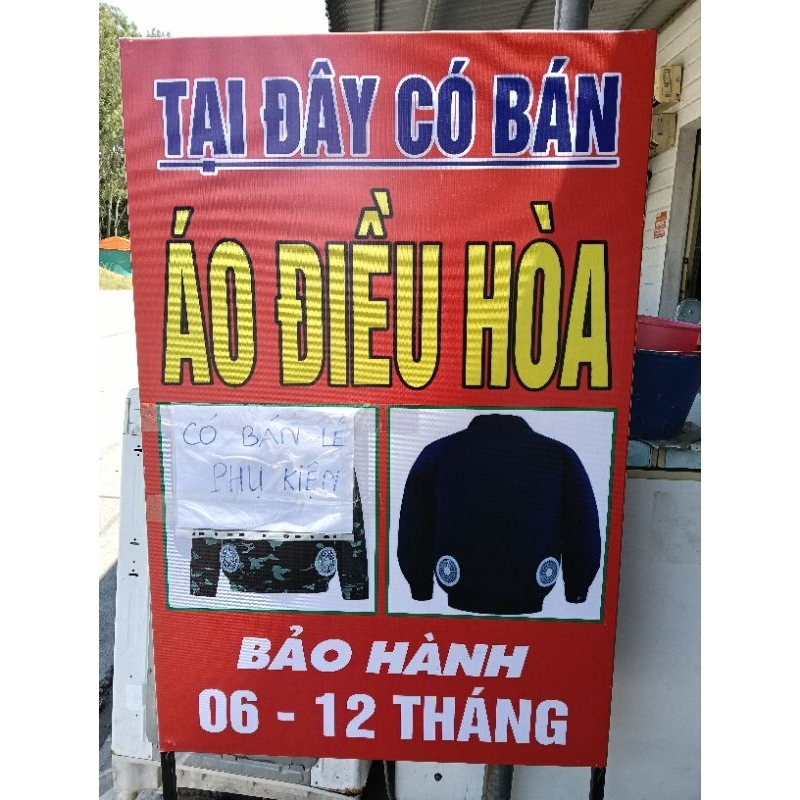 TẠI ĐÂY CÓ BÁN
ÁO ĐIỀU HÒA
CÓ BÁN LẺ
PHỤ KIỆN
BẢO HÀNH
06 - 12 THÁNG